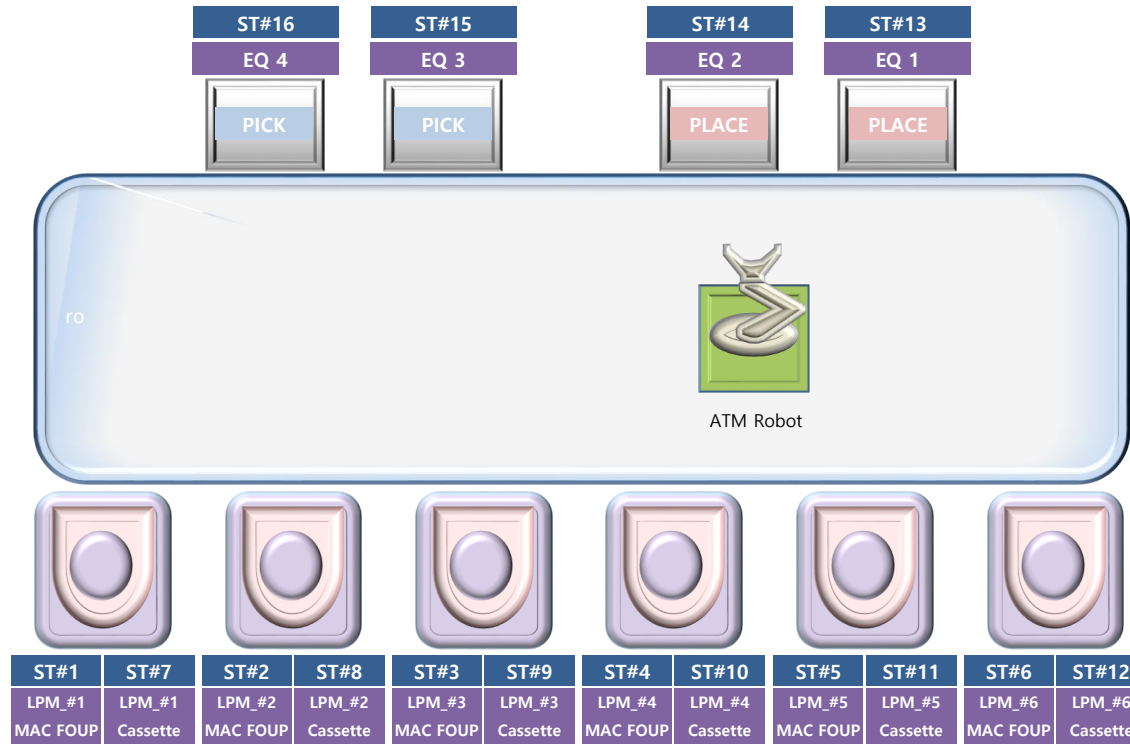 ST#16 ST#15 ST#14 ST#13
EQ 4 EQ 3 EQ 2 EQ 1
PICK PICK PLACE PLACE
ro
ATM Robot
ST#1 ST#7 ST#2 ST#8 ST#3 ST#9 ST#4 ST#10 ST#5 ST#11 ST#6 ST#12
LPM_#1 LPM_#1 LPM_#2 LPM_#2 LPM_#3 LPM_#3 LPM_#4 LPM_#4 LPM_#5 LPM_#5 LPM_#6 LPM_#6
MAC FOUP Cassette MAC FOUP Cassette MAC FOUP Cassette MAC FOUP Cassette MAC FOUP Cassette MAC FOUP Cassette